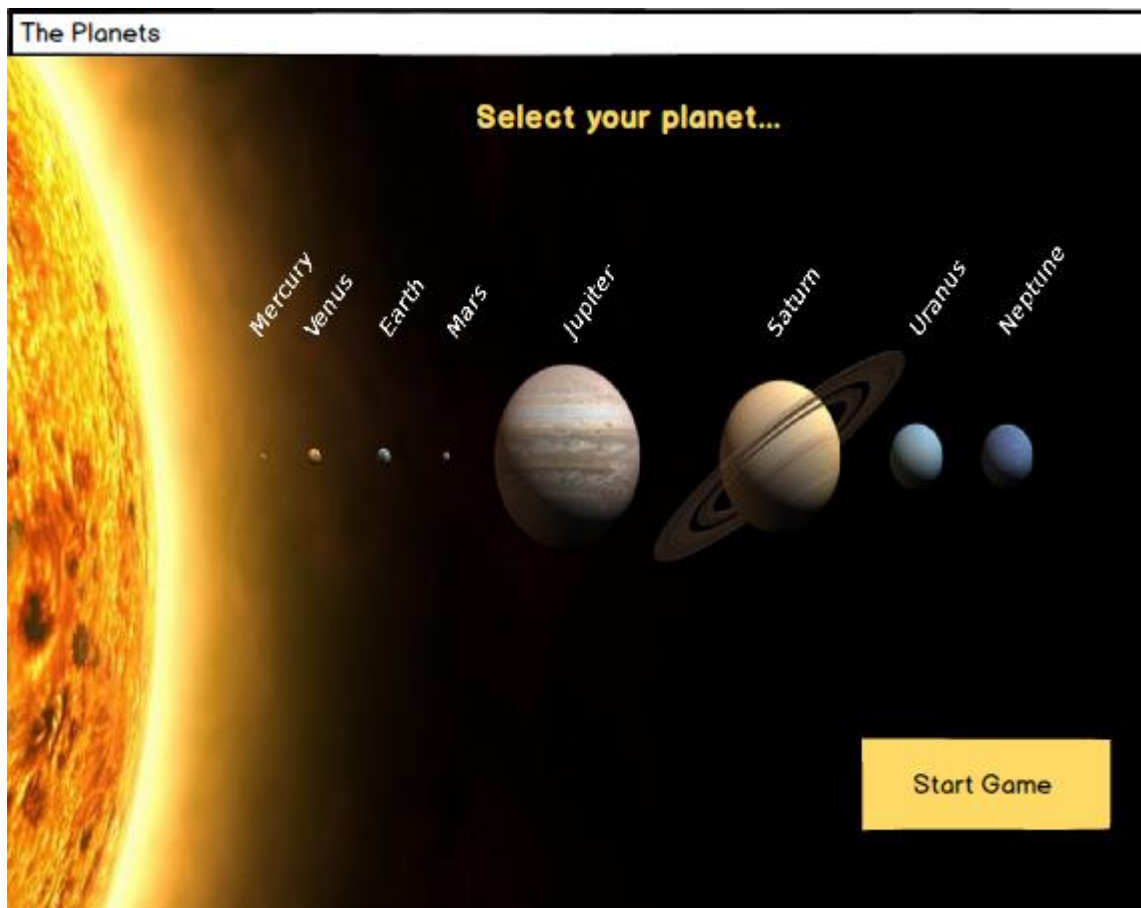 The Planets
Select your planet...
Mercury
Venus
Earth
Mars
Jupiter
Saturn
Uranus
Neptune
Start Game